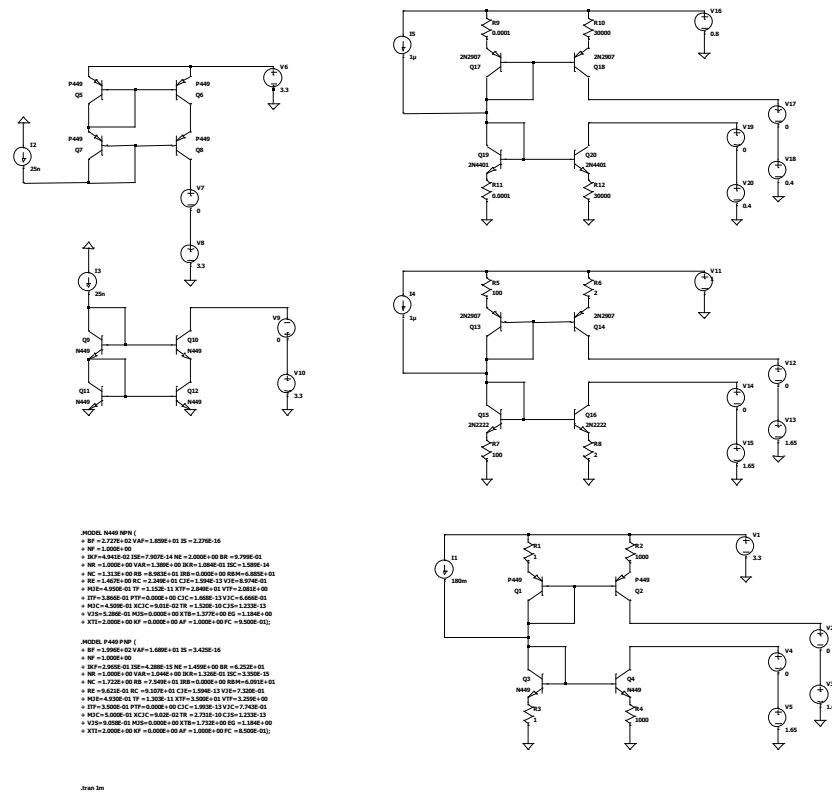 V16
0.8
I5
1µ
R9
0.0001
R10
30000
2N2907
Q17
2N2907
Q18
V17
0
V18
0.4
V19
0
V20
0.4
Q19
2N4401
Q20
2N4401
R11
0.0001
R12
30000
V6
3.3
P449
Q5
P449
Q6
P449
Q7
P449
Q8
I2
25n
V7
0
V8
3.3
I3
25n
Q9
N449
Q10
N449
Q11
N449
Q12
N449
V9
0
V10
3.3
I4
1µ
R5
100
R6
2
V11
2N2907
Q13
2N2907
Q14
V12
0
V13
1.65
V14
0
V15
1.65
Q15
2N2222
Q16
2N2222
R7
100
R8
2
.MODEL N449 NPN (
+ BF = 2.727E+02 VAF=1.859E+01 IS = 2.276E-16
+ NF = 1.000E+00
+ IKF=4.941E-02 ISE=7.907E-14 NE = 2.000E+00 BR = 9.799E-01
+ NR = 1.000E+00 VAR=1.389E+00 IKR=1.084E-01 ISC=1.589E-14
+ NC = 1.313E+00 RB = 8.983E+01 IRB=0.000E+00 RBM=6.885E+01
+ RE = 1.467E+00 RC = 2.249E+01 CJE=1.594E-13 VJE=8.974E-01
+ MJE=4.950E-01 TF = 1.152E-11 XTF=2.849E+01 VTF=2.081E+00
+ ITF=3.866E-01 PTF=0.000E+00 CJC=1.668E-13 VJC=6.666E-01
+ MJC=4.509E-01 XCJC=9.01E-02 TR = 1.520E-10 CJS=1.233E-13
+ VJS=5.286E-01 MJS=0.000E+00 XTB=1.377E+00 EG = 1.184E+00
+ XTI=2.000E+00 KF = 0.000E+00 AF = 1.000E+00 FC = 9.500E-01);
.MODEL P449 PNP (
+ BF = 1.996E+02 VAF=1.689E+01 IS = 3.425E-16
+ NF = 1.000E+00
+ IKF=2.965E-01 ISE=4.288E-15 NE = 1.459E+00 BR = 6.252E+01
+ NR = 1.000E+00 VAR=1.044E+00 IKR=1.326E-01 ISC=3.350E-15
+ NC = 1.722E+00 RB = 7.549E+01 IRB=0.000E+00 RBM=6.091E+01
+ RE = 9.621E-01 RC = 9.107E+01 CJE=1.594E-13 VJE=7.320E-01
+ MJE=4.930E-01 TF = 1.303E-11 XTF=3.500E+01 VTF=3.259E+00
+ ITF=3.500E-01 PTF=0.000E+00 CJC=1.993E-13 VJC=7.743E-01
+ MJC=5.000E-01 XCJC=9.02E-02 TR = 2.731E-10 CJS=1.233E-13
+ VJS=9.058E-01 MJS=0.000E+00 XTB=1.732E+00 EG = 1.184E+00
+ XTI=2.000E+00 KF = 0.000E+00 AF = 1.000E+00 FC = 8.500E-01);
I1
180m
R1
1
R2
1000
V1
3.3
P449
Q1
P449
Q2
V4
0
V5
1.65
Q3
N449
Q4
N449
R3
1
R4
1000
.tran 1m